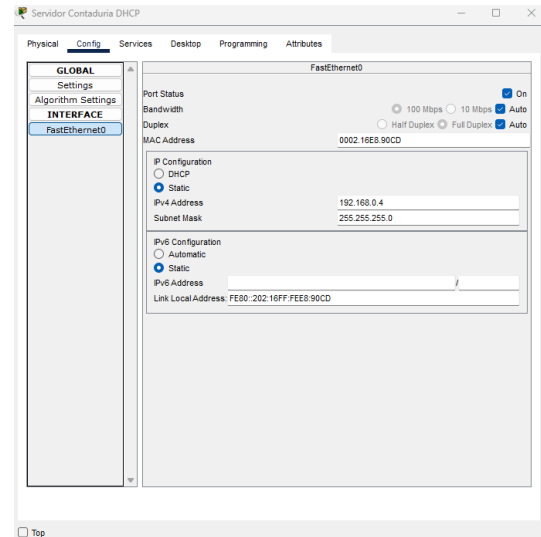 Servidor Contaduria DHCP
Physical Config Services Desktop Programming Attributes
GLOBAL
Settings
Algorithm Settings
INTERFACE
FastEthernet0
FastEthernet0
Port Status On
Bandwidth 100 Mbps 10 Mbps Auto
Duplex Half Duplex Full Duplex Auto
MAC Address 0002.16E8.90CD
IP Configuration
DHCP
Static
IPv4 Address 192.168.0.4
Subnet Mask 255.255.255.0
IPv6 Configuration
Automatic
Static
IPv6 Address /
Link Local Address: FE80::202:16FF:FEE8:90CD
Top